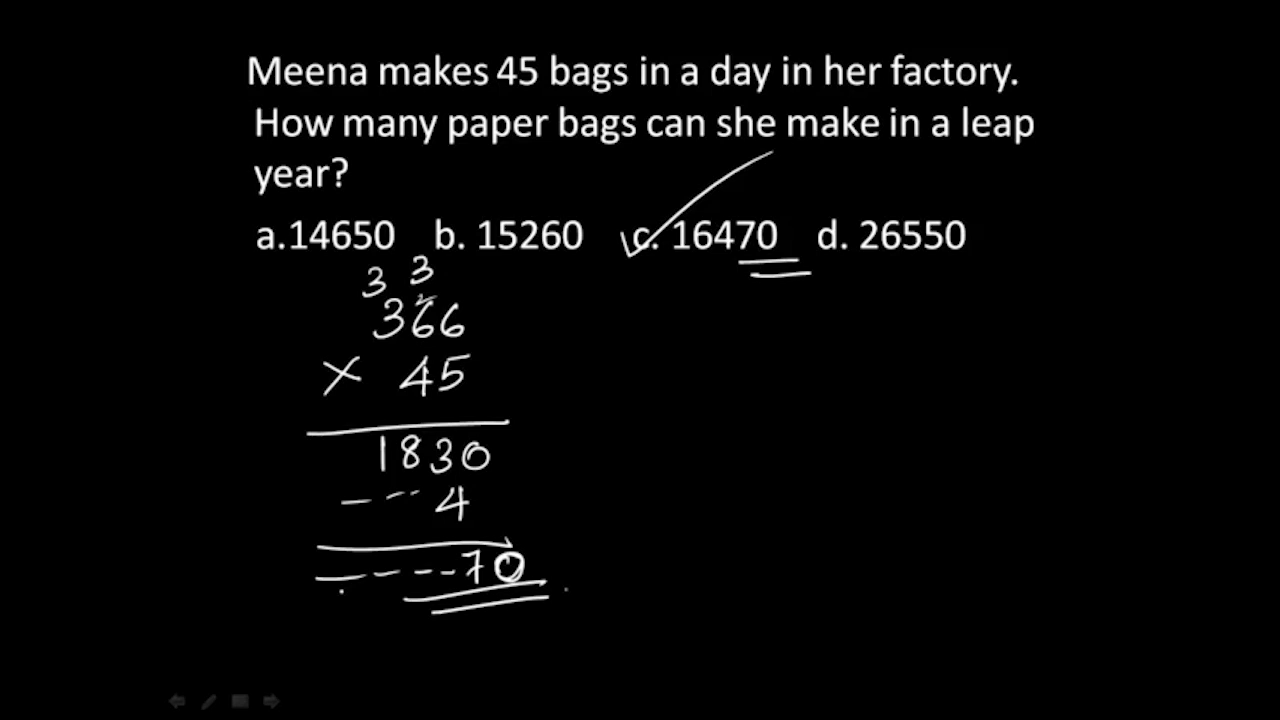 Meena makes 45 bags in a day in her factory.
How many paper bags can she make in a leap
year?
a.14650 b. 15260 c. 16470 d. 26550
3 3
366
× 45
1830
--- 4
----70